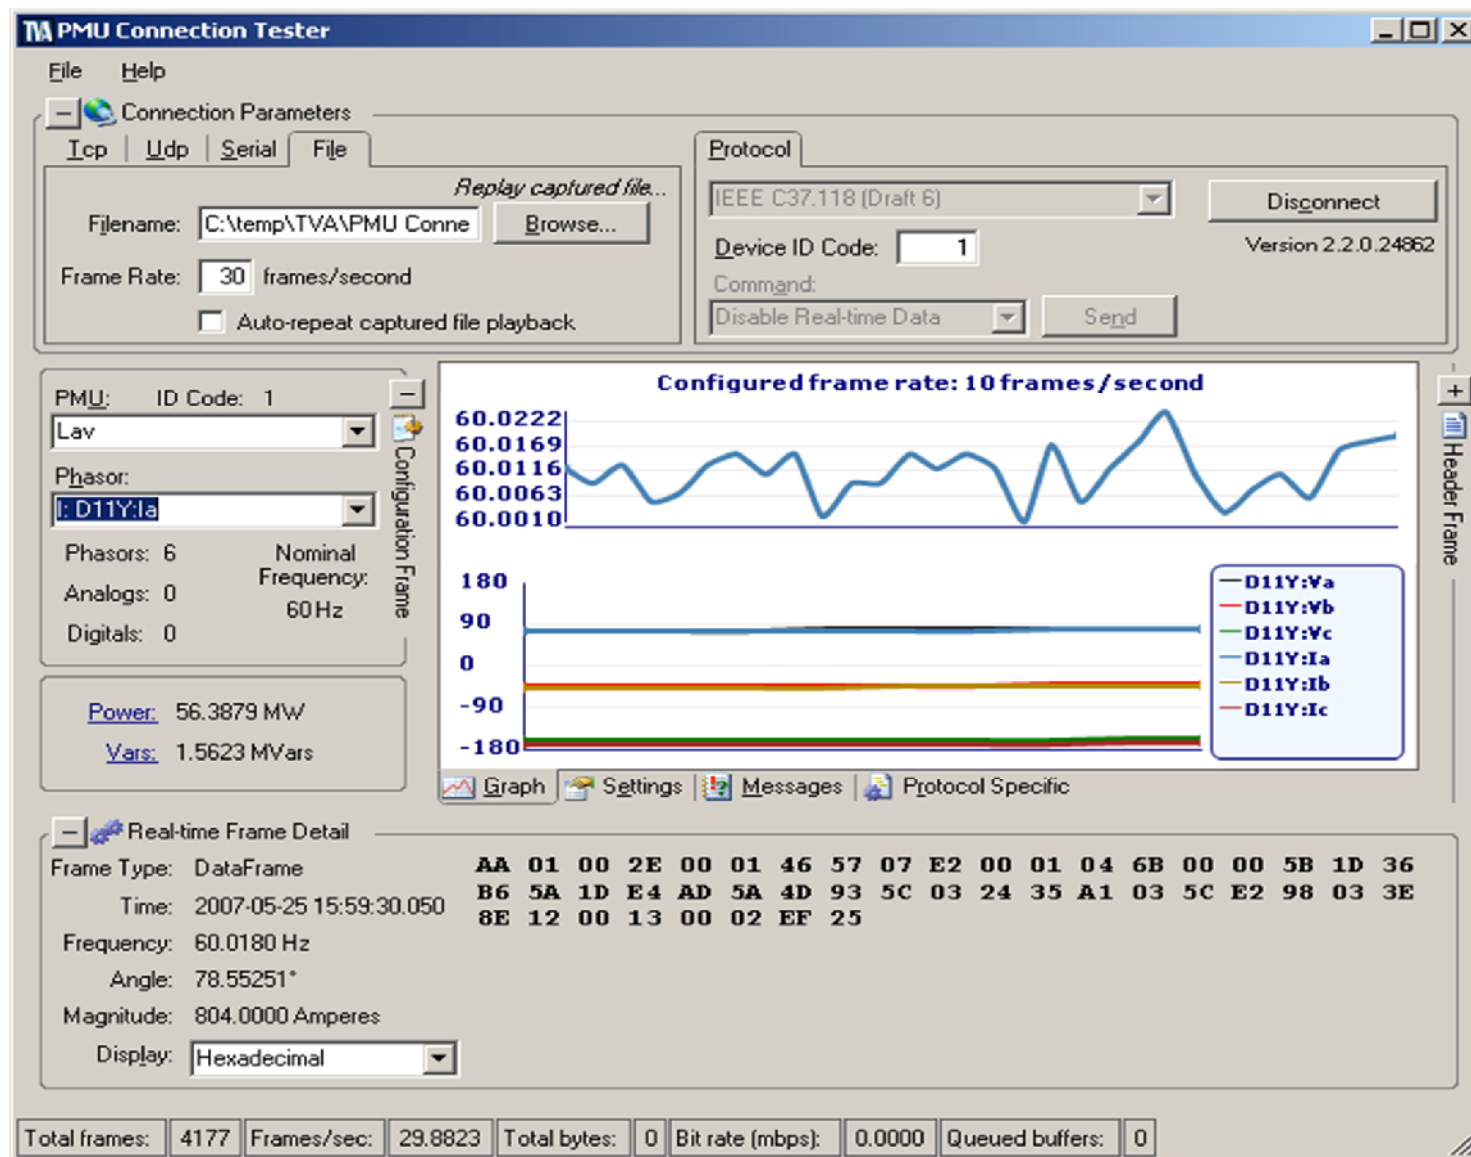 TVA PMU Connection Tester
File Help
Connection Parameters
Tcp Udp Serial File
Replay captured file...
Filename: C:\temp\TVA\PMU Conne Browse...
Frame Rate: 30 frames/second
Auto-repeat captured file playback
Protocol
IEEE C37.118 (Draft 6) Disconnect
Device ID Code: 1 Version 2.2.0.24862
Command:
Disable Real-time Data Send
PMU: ID Code: 1
Lav
Phasor:
I: D11Y:Ia
Phasors: 6
Analogs: 0
Digitals: 0
Nominal
Frequency:
60 Hz
Configuration Frame
Power: 56.3879 MW
Vars: 1.5623 MVars
Configured frame rate: 10 frames/second
60.0222
60.0169
60.0116
60.0063
60.0010
180
90
0
-90
-180
D11Y:Va
D11Y:Vb
D11Y:Vc
D11Y:Ia
D11Y:Ib
D11Y:Ic
Header Frame
Graph Settings Messages Protocol Specific
Real-time Frame Detail
Frame Type: DataFrame
Time: 2007-05-25 15:59:30.050
Frequency: 60.0180 Hz
Angle: 78.55251°
Magnitude: 804.0000 Amperes
Display: Hexadecimal
AA 01 00 2E 00 01 46 57 07 E2 00 01 04 6B 00 00 5B 1D 36
B6 5A 1D E4 AD 5A 4D 93 5C 03 24 35 A1 03 5C E2 98 03 3E
8E 12 00 13 00 02 EF 25
Total frames: 4177 Frames/sec: 29.8823 Total bytes: 0 Bit rate (mbps): 0.0000 Queued buffers: 0